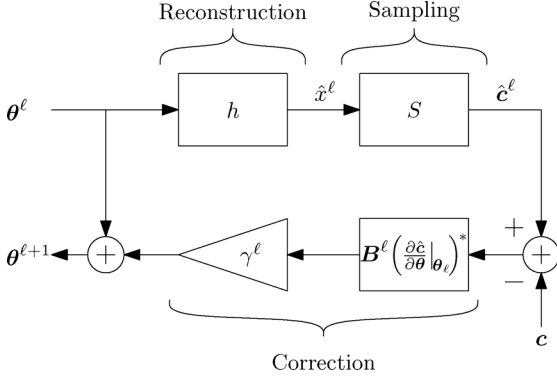 Reconstruction
Sampling
θ^ℓ
h
x̂^ℓ
S
ĉ^ℓ
θ^{ℓ+1}
+
γ^ℓ
B^ℓ(∂ĉ/∂θ|_{θ_ℓ})^*
+
+
−
c
Correction